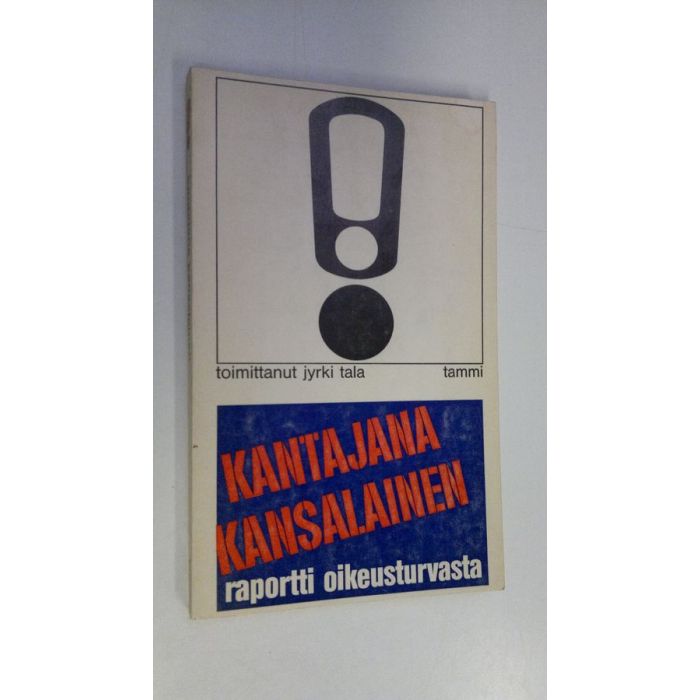 toimittanut jyrki tala tammi
KANTAJANA
KANSALAINEN
raportti oikeusturvasta